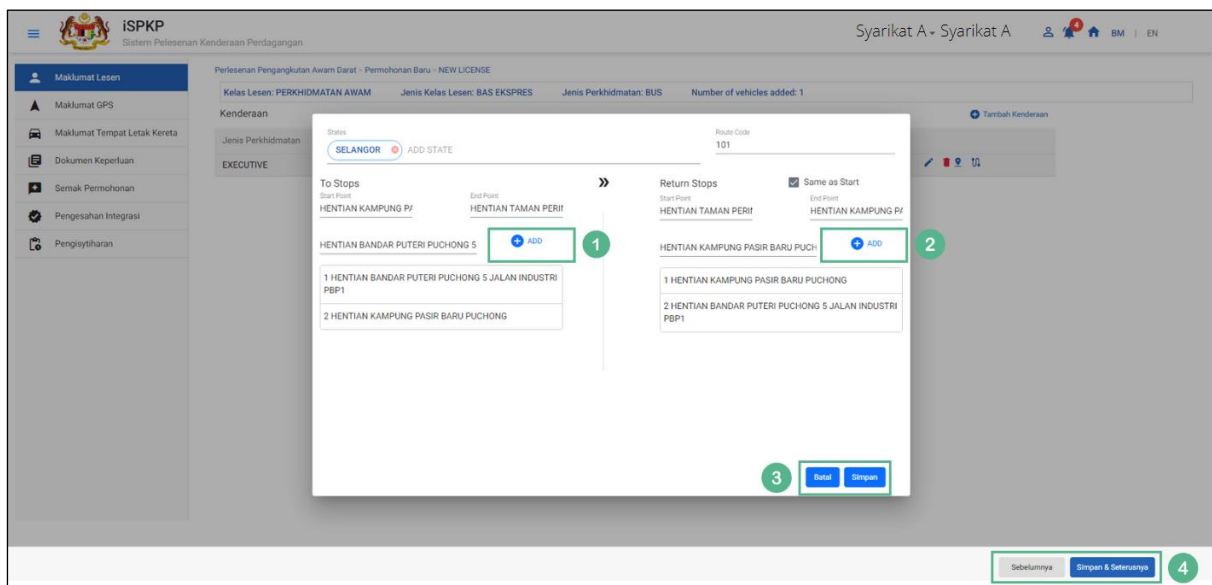 iSPKP
Sistem Pelesenan Kenderaan Perdagangan
Syarikat A - Syarikat A
4
BM | EN
Maklumat Lesen
Maklumat GPS
Maklumat Tempat Letak Kereta
Dokumen Keperluan
Semak Permohonan
Pengesahan Integrasi
Pengisytiharan
Perlesenan Pengangkutan Awam Darat - Permohonan Baru - NEW LICENSE
Kelas Lesen: PERKHIDMATAN AWAM Jenis Kelas Lesen: BAS EKSPRES Jenis Perkhidmatan: BUS Number of vehicles added: 1
Kenderaan
Tambah Kenderaan
Jenis Perkhidmatan
EXECUTIVE
States
SELANGOR ADD STATE
Route Code
101
To Stops
Start Point End Point
HENTIAN KAMPUNG HENTIAN TAMAN
HENTIAN BANDAR PUTERI PUCHONG 5
ADD
1
1 HENTIAN BANDAR PUTERI PUCHONG 5 JALAN INDUSTRI
PBP1
2 HENTIAN KAMPUNG PASIR BARU PUCHONG
»
Return Stops Same as Start
Start Point End Point
HENTIAN TAMAN HENTIAN KAMPUNG
HENTIAN KAMPUNG PASIR BARU
ADD
2
1 HENTIAN KAMPUNG PASIR BARU PUCHONG
2 HENTIAN BANDAR PUTERI PUCHONG 5 JALAN INDUSTRI
PBP1
3
Batal Simpan
Sebelumnya Simpan & Seterusnya
4